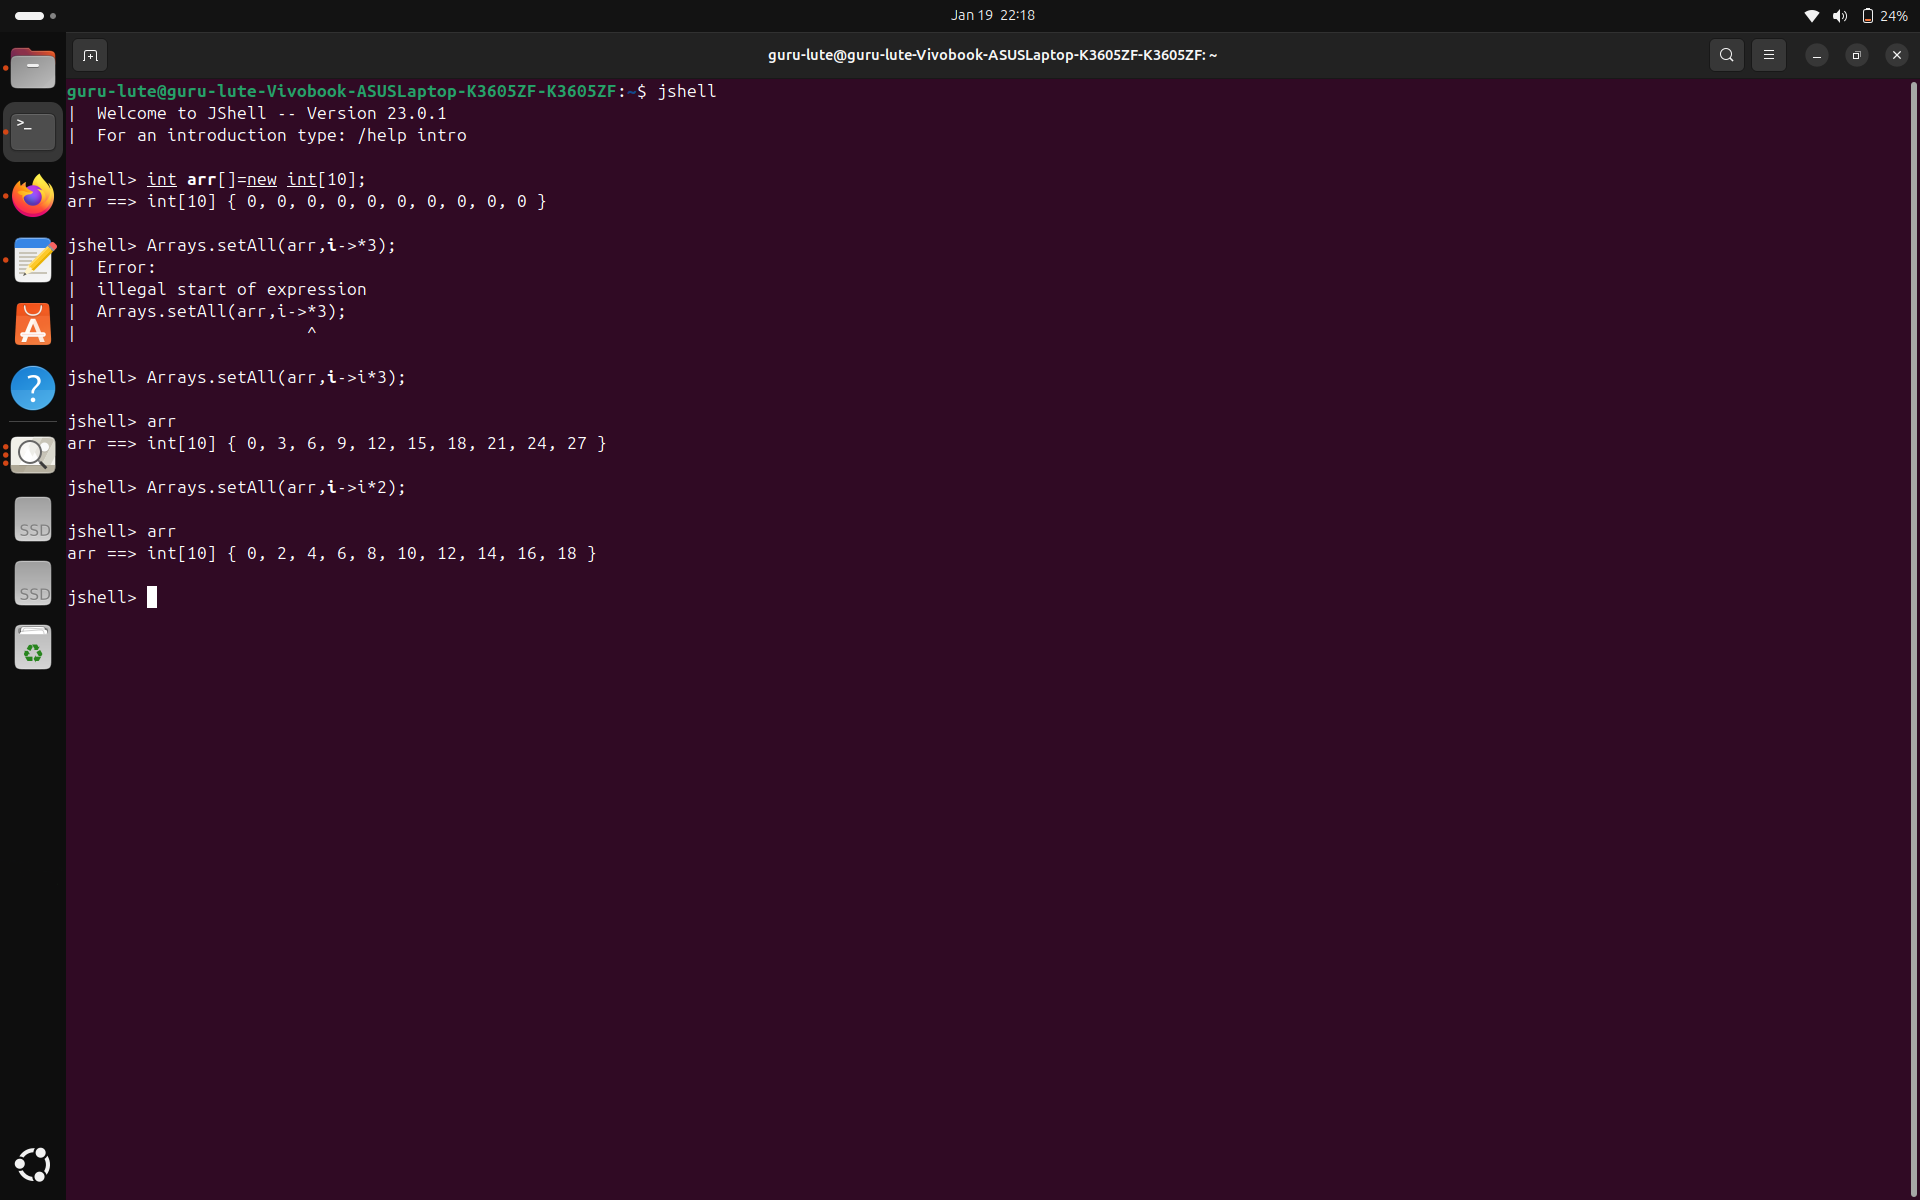 Jan 19 22:18
24%
guru-lute@guru-lute-Vivobook-ASUSLaptop-K3605ZF-K3605ZF: ~
guru-lute@guru-lute-Vivobook-ASUSLaptop-K3605ZF-K3605ZF:~$ jshell
|  Welcome to JShell -- Version 23.0.1
|  For an introduction type: /help intro
jshell> int arr[]=new int[10];
arr ==> int[10] { 0, 0, 0, 0, 0, 0, 0, 0, 0, 0 }
jshell> Arrays.setAll(arr,i->*3);
|  Error:
|  illegal start of expression
|  Arrays.setAll(arr,i->*3);
|                       ^
jshell> Arrays.setAll(arr,i->i*3);
jshell> arr
arr ==> int[10] { 0, 3, 6, 9, 12, 15, 18, 21, 24, 27 }
jshell> Arrays.setAll(arr,i->i*2);
jshell> arr
arr ==> int[10] { 0, 2, 4, 6, 8, 10, 12, 14, 16, 18 }
jshell>
>_
A
?
SSD
SSD